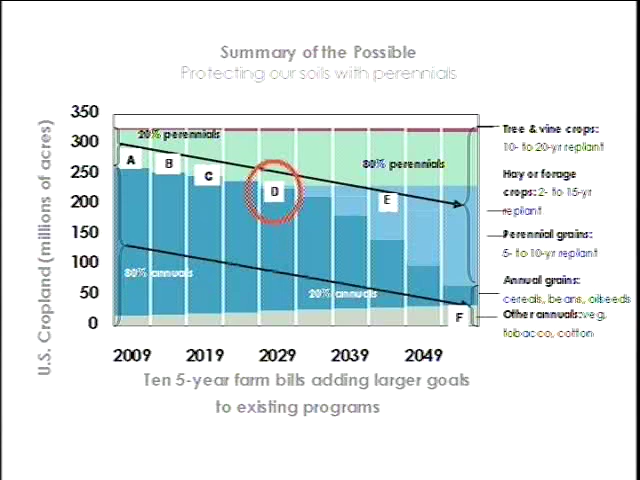 Summary of the Possible
Protecting our soils with perennials
U.S. Cropland (millions of acres)
350
300
250
200
150
100
50
0
20% perennials
80% perennials
A
B
C
D
E
F
80% annuals
20% annuals
Tree & vine crops:
10- to 20-yr replant
Hay or forage
crops: 2- to 15-yr
replant
Perennial grains:
5- to 10-yr replant
Annual grains:
cereals, beans, oilseeds
Other annuals:veg,
tobacco, cotton
2009 2019 2029 2039 2049
Ten 5-year farm bills adding larger goals
to existing programs